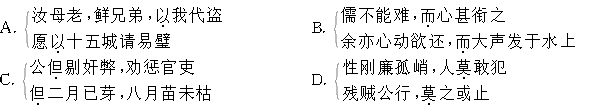 A. 汝母老，鲜兄弟，以我代盗
愿以十五城请易璧
B. 儒不能难，而心甚衔之
余亦心动欲还，而大声发于水上
C. 公但剔奸弊，劝惩官吏
但二月已芽，八月苗未枯
D. 性刚廉孤峭，人莫敢犯
残贼公行，莫之或止